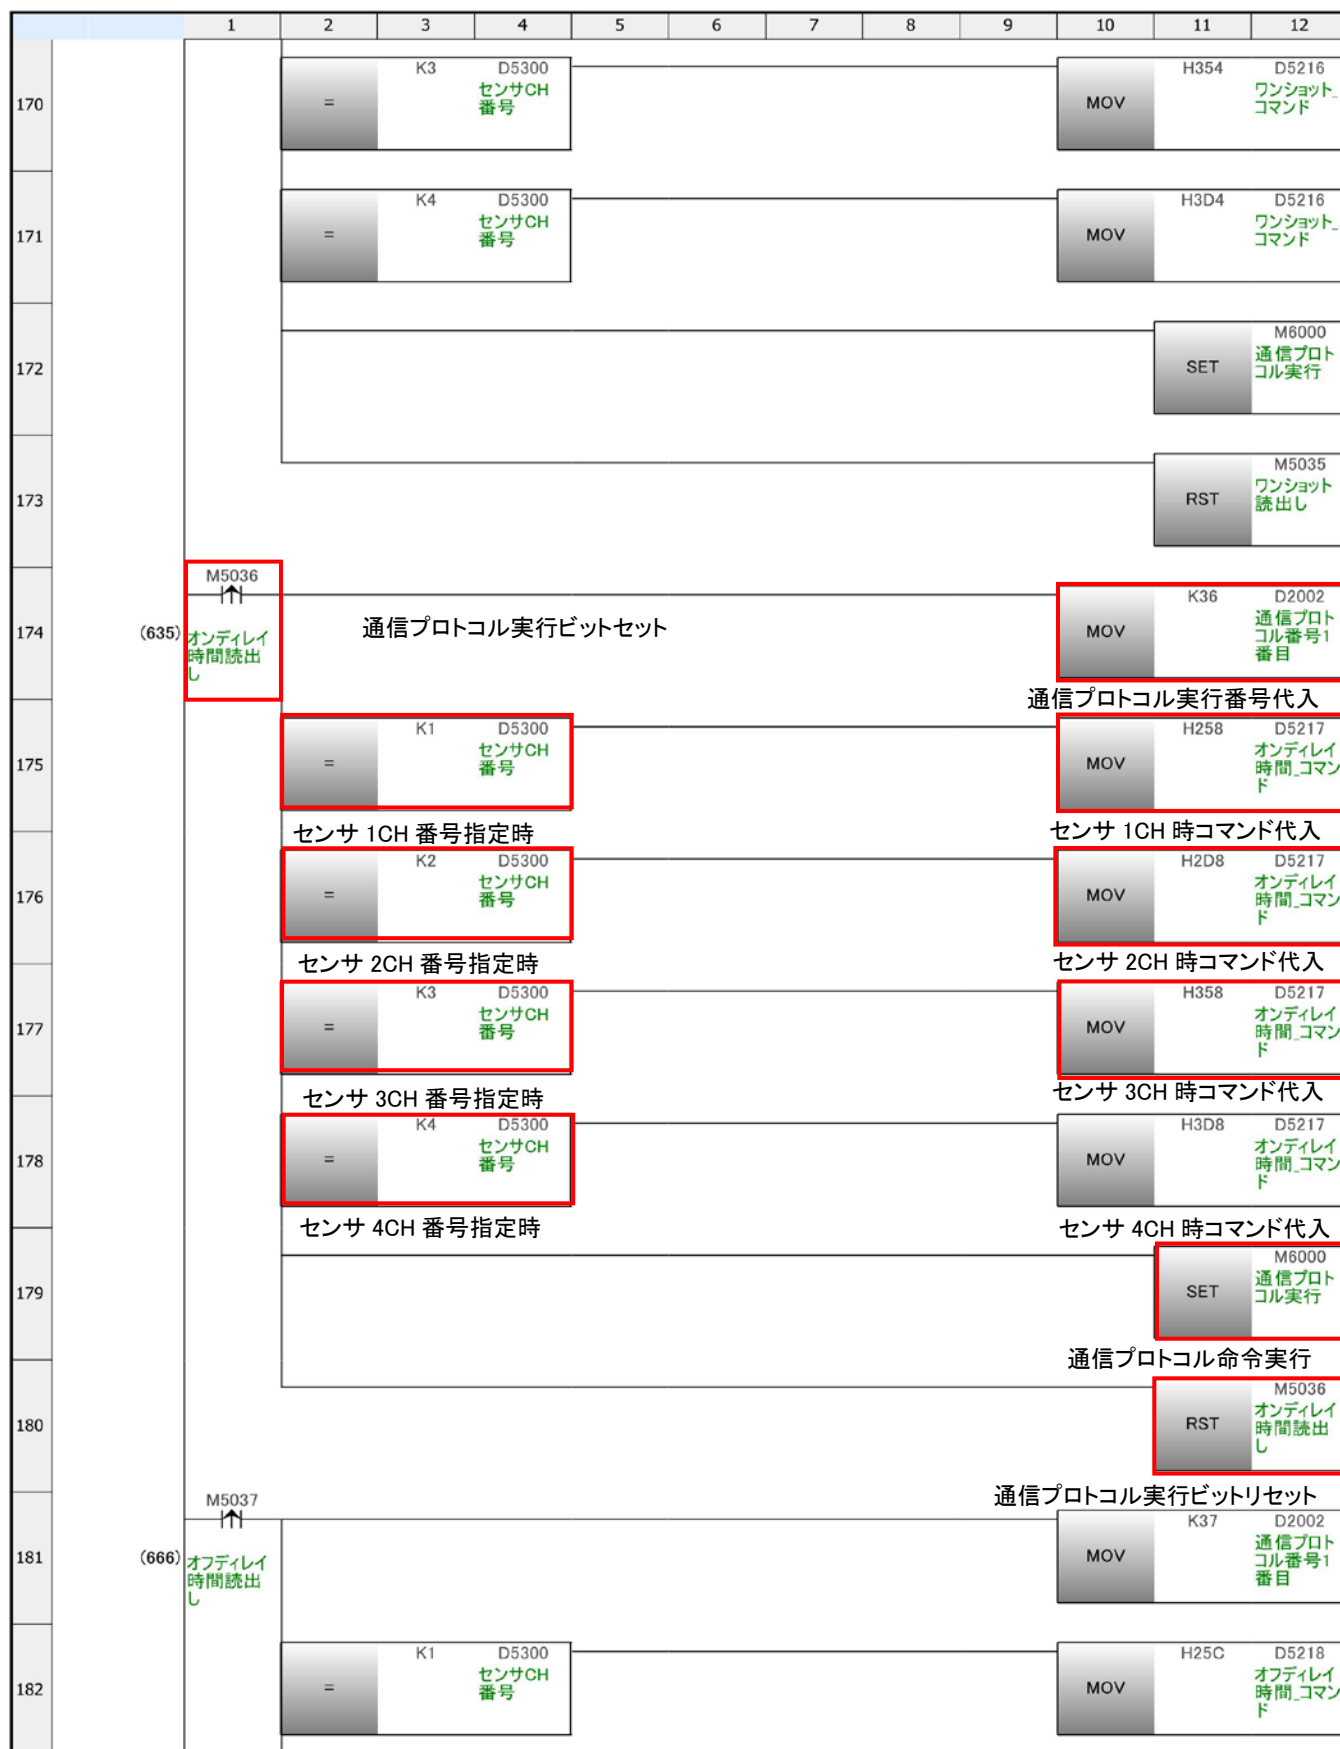 1 2 3 4 5 6 7 8 9 10 11 12
170
= K3 D5300
センサCH
番号
MOV H354 D5216
ワンショット_
コマンド
171
= K4 D5300
センサCH
番号
MOV H3D4 D5216
ワンショット_
コマンド
172
SET M6000
通信プロト
コル実行
173
RST M5035
ワンショット
読出し
174 (635)
M5036
オンディレイ
時間読出
し
通信プロトコル実行ビットセット
MOV K36 D2002
通信プロト
コル番号1
番目
通信プロトコル実行番号代入
175
= K1 D5300
センサCH
番号
MOV H258 D5217
オンディレイ
時間_コマン
ド
センサ 1CH 番号指定時
センサ 1CH 時コマンド代入
176
= K2 D5300
センサCH
番号
MOV H2D8 D5217
オンディレイ
時間_コマン
ド
センサ 2CH 番号指定時
センサ 2CH 時コマンド代入
177
= K3 D5300
センサCH
番号
MOV H358 D5217
オンディレイ
時間_コマン
ド
センサ 3CH 番号指定時
センサ 3CH 時コマンド代入
178
= K4 D5300
センサCH
番号
MOV H3D8 D5217
オンディレイ
時間_コマン
ド
センサ 4CH 番号指定時
センサ 4CH 時コマンド代入
179
SET M6000
通信プロト
コル実行
通信プロトコル命令実行
180
RST M5036
オンディレイ
時間読出
し
通信プロトコル実行ビットリセット
181 (666)
M5037
オフディレイ
時間読出
し
MOV K37 D2002
通信プロト
コル番号1
番目
182
= K1 D5300
センサCH
番号
MOV H25C D5218
オフディレイ
時間_コマン
ド